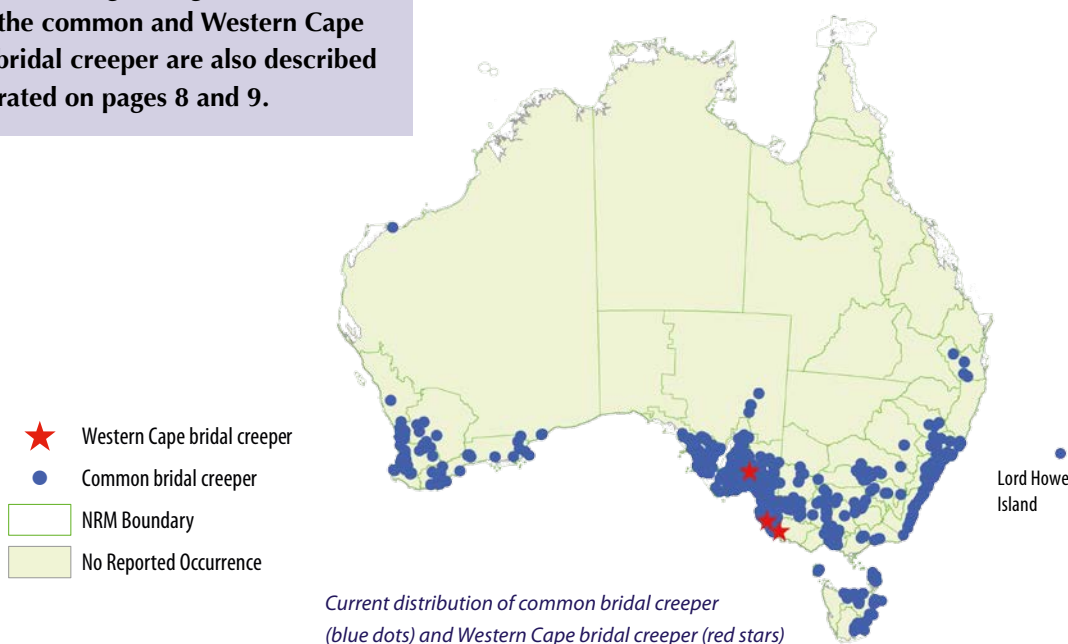 the common and Western Cape
bridal creeper are also described
rated on pages 8 and 9.
Western Cape bridal creeper
Common bridal creeper
NRM Boundary
No Reported Occurrence
Lord Howe
Island
Current distribution of common bridal creeper
(blue dots) and Western Cape bridal creeper (red stars)